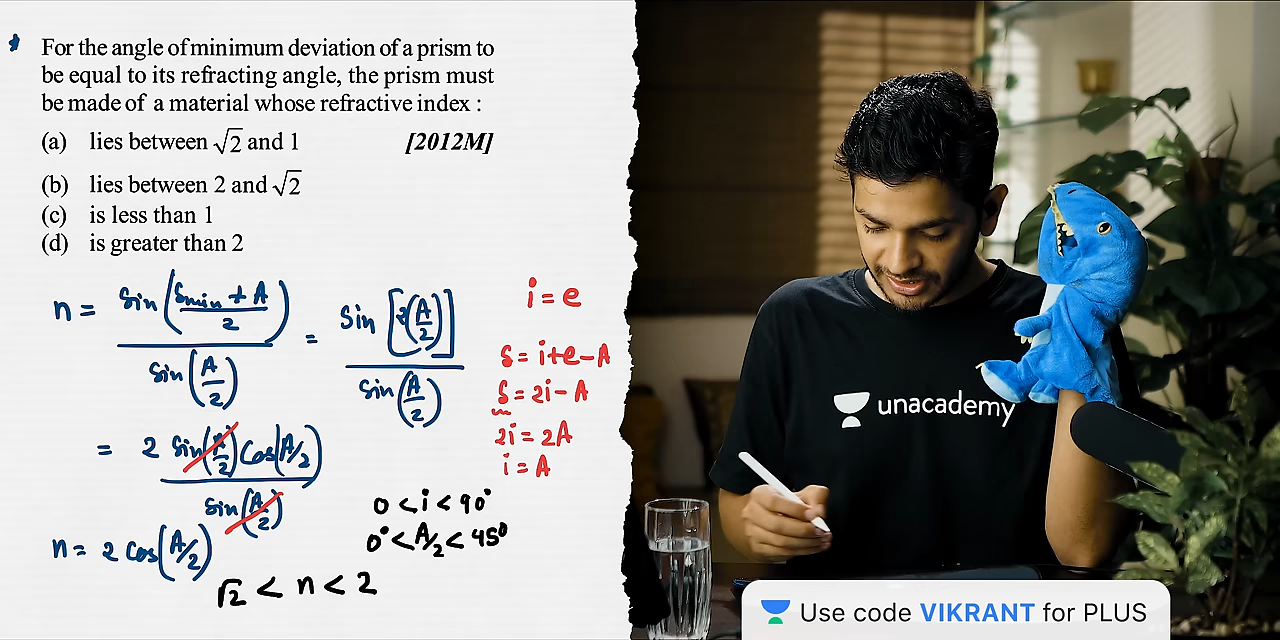 For the angle of minimum deviation of a prism to
be equal to its refracting angle, the prism must
be made of a material whose refractive index :
(a) lies between √2 and 1 [2012M]
(b) lies between 2 and √2
(c) is less than 1
(d) is greater than 2
n = sin(δmin + A / 2) / sin(A/2) = sin[2(A/2)] / sin(A/2)
i = e
δ = i+e-A
δ = 2i-A
2i = 2A
i = A
= 2 sin(A/2) cos(A/2) / sin(A/2)
0 < i < 90°
0° < A/2 < 45°
n = 2 cos(A/2)
√2 < n < 2
unacademy
Use code VIKRANT for PLUS